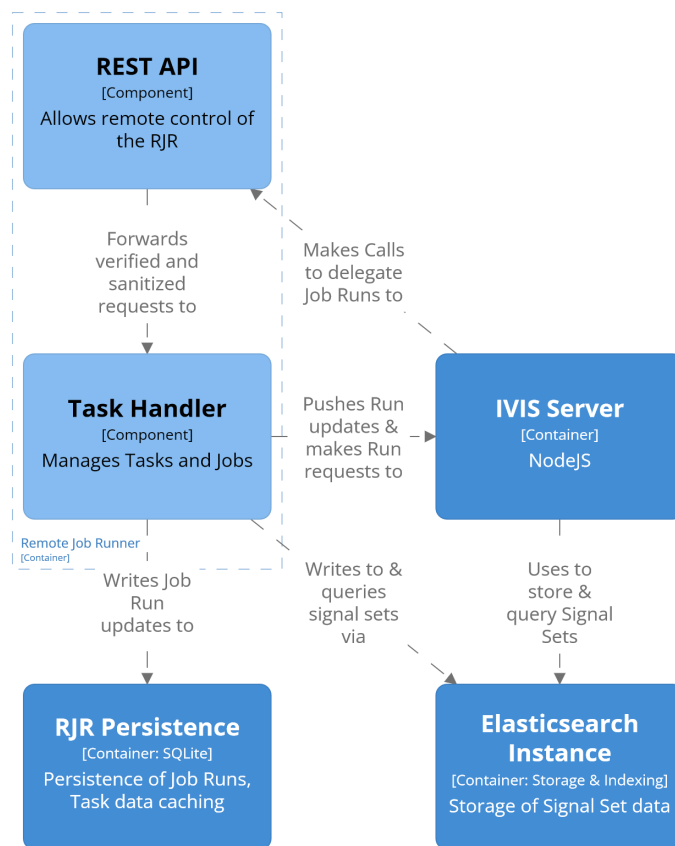 REST API
[Component]
Allows remote control of
the RJR
Forwards
verified and
sanitized
requests to
Makes Calls
to delegate
Job Runs to
Task Handler
[Component]
Manages Tasks and Jobs
Pushes Run
updates &
makes Run
requests to
IVIS Server
[Container]
NodeJS
Remote Job Runner
[Container]
Writes Job
Run
updates to
Writes to &
queries
signal sets
via
Uses to
store &
query Signal
Sets
RJR Persistence
[Container: SQLite]
Persistence of Job Runs,
Task data caching
Elasticsearch
Instance
[Container: Storage & Indexing]
Storage of Signal Set data